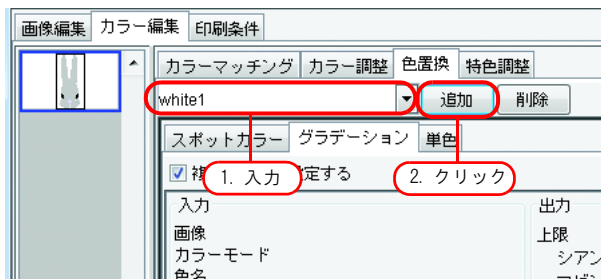 画像編集 カラー編集 印刷条件
カラーマッチング カラー調整 色置換 特色調整
white1 追加 削除
スポットカラー グラデーション 単色
1. 入力 定する 2. クリック
入力 出力
画像 上限
カラーモード シアン
色名